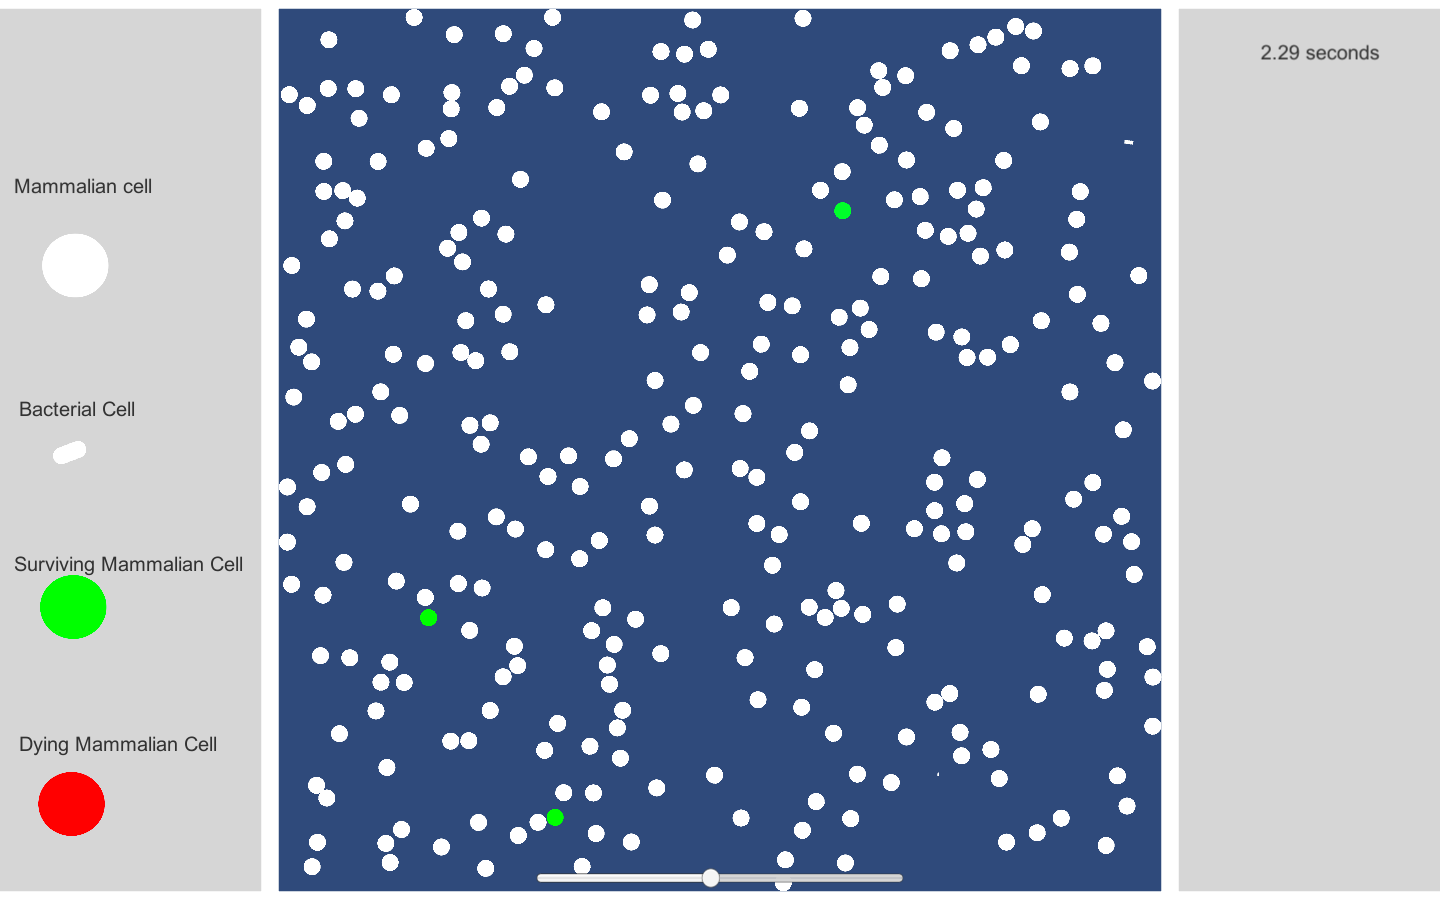 2.29 seconds
Mammalian cell
Bacterial Cell
Surviving Mammalian Cell
Dying Mammalian Cell